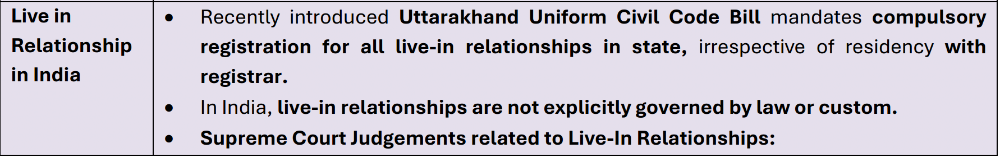 Live in
Relationship
in India
• Recently introduced Uttarakhand Uniform Civil Code Bill mandates compulsory
registration for all live-in relationships in state, irrespective of residency with
registrar.
• In India, live-in relationships are not explicitly governed by law or custom.
• Supreme Court Judgements related to Live-In Relationships: